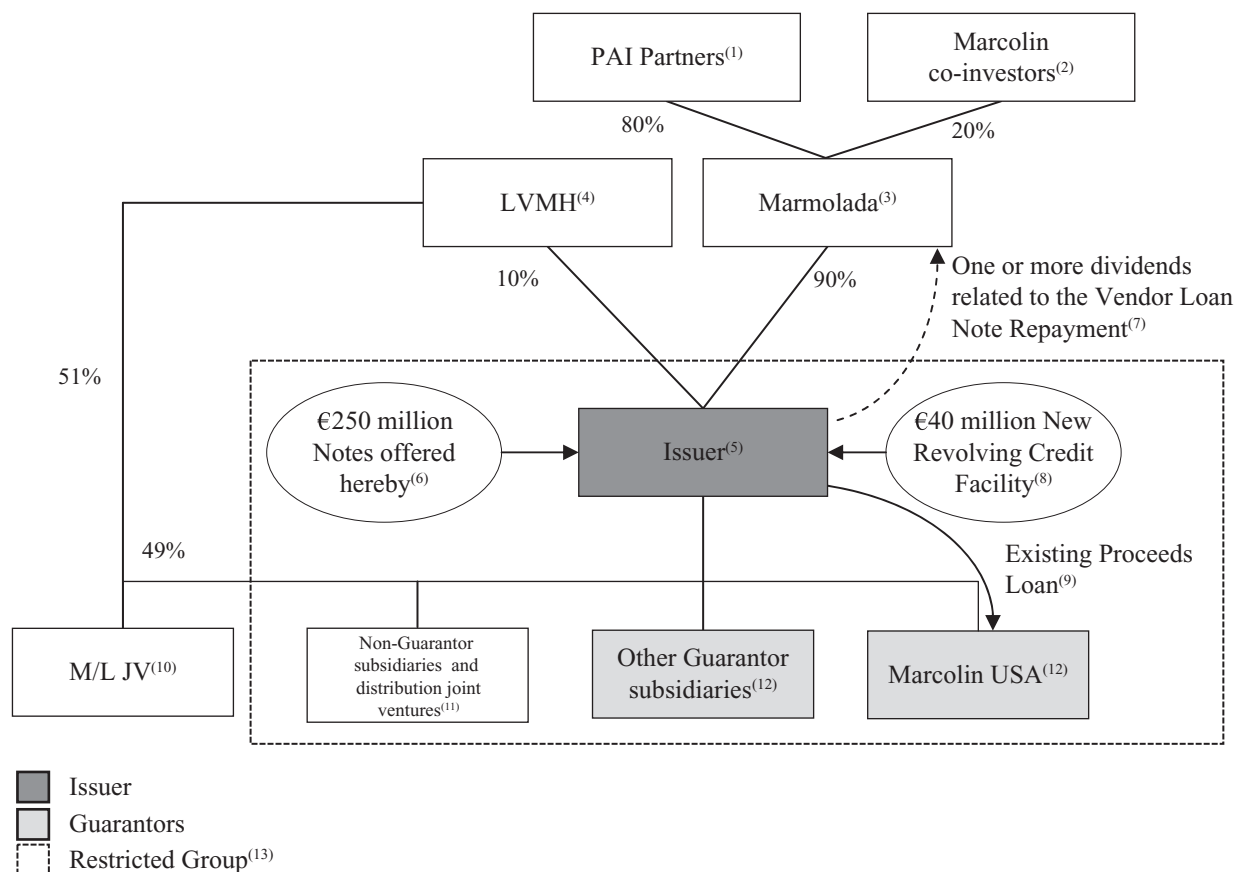 PAI Partners(1)
Marcolin
co-investors(2)
80%
20%
LVMH(4)
Marmolada(3)
10%
90%
One or more dividends
related to the Vendor Loan
Note Repayment(7)
51%
€250 million
Notes offered
hereby(6)
Issuer(5)
€40 million New
Revolving Credit
Facility(8)
49%
Existing Proceeds
Loan(9)
M/L JV(10)
Non-Guarantor
subsidiaries and
distribution joint
ventures(11)
Other Guarantor
subsidiaries(12)
Marcolin USA(12)
Issuer
Guarantors
Restricted Group(13)